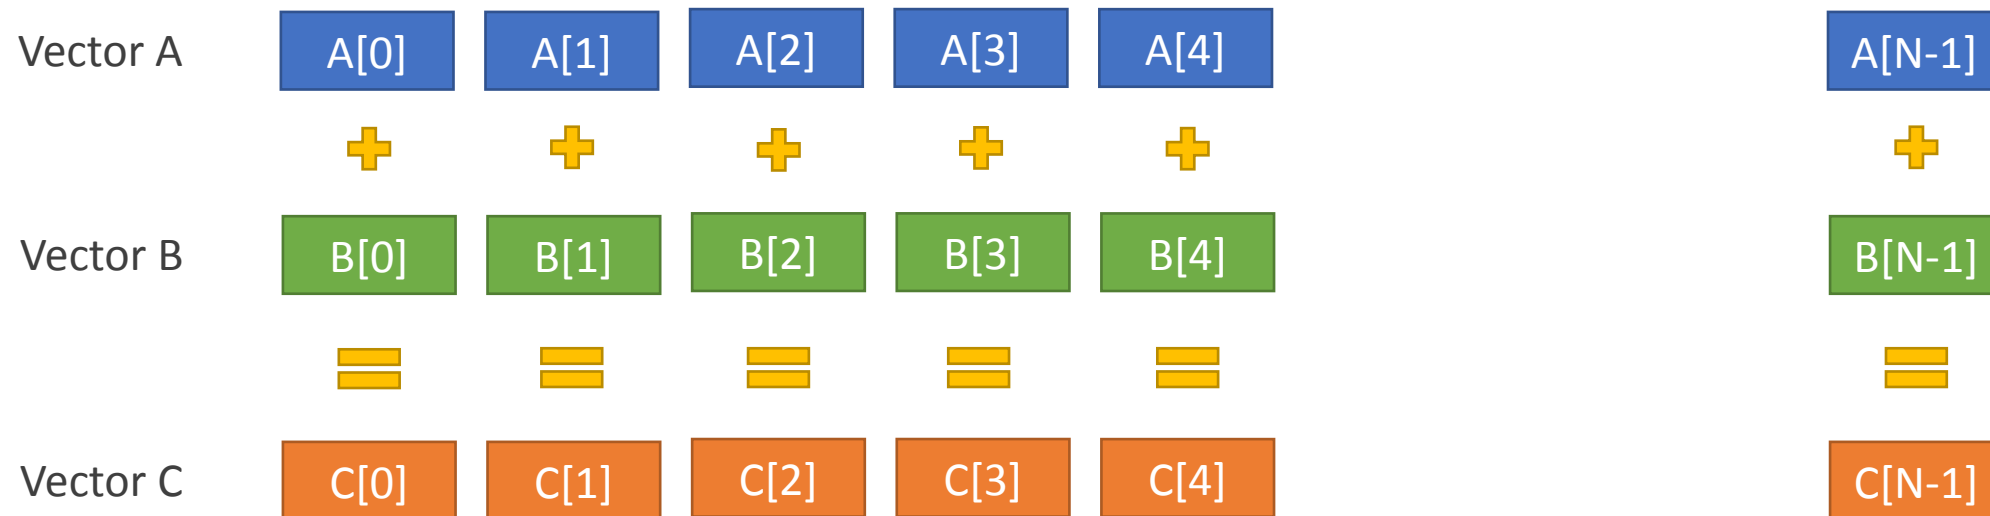 Vector A A[0] A[1] A[2] A[3] A[4] A[N-1]
Vector B B[0] B[1] B[2] B[3] B[4] B[N-1]
Vector C C[0] C[1] C[2] C[3] C[4] C[N-1]